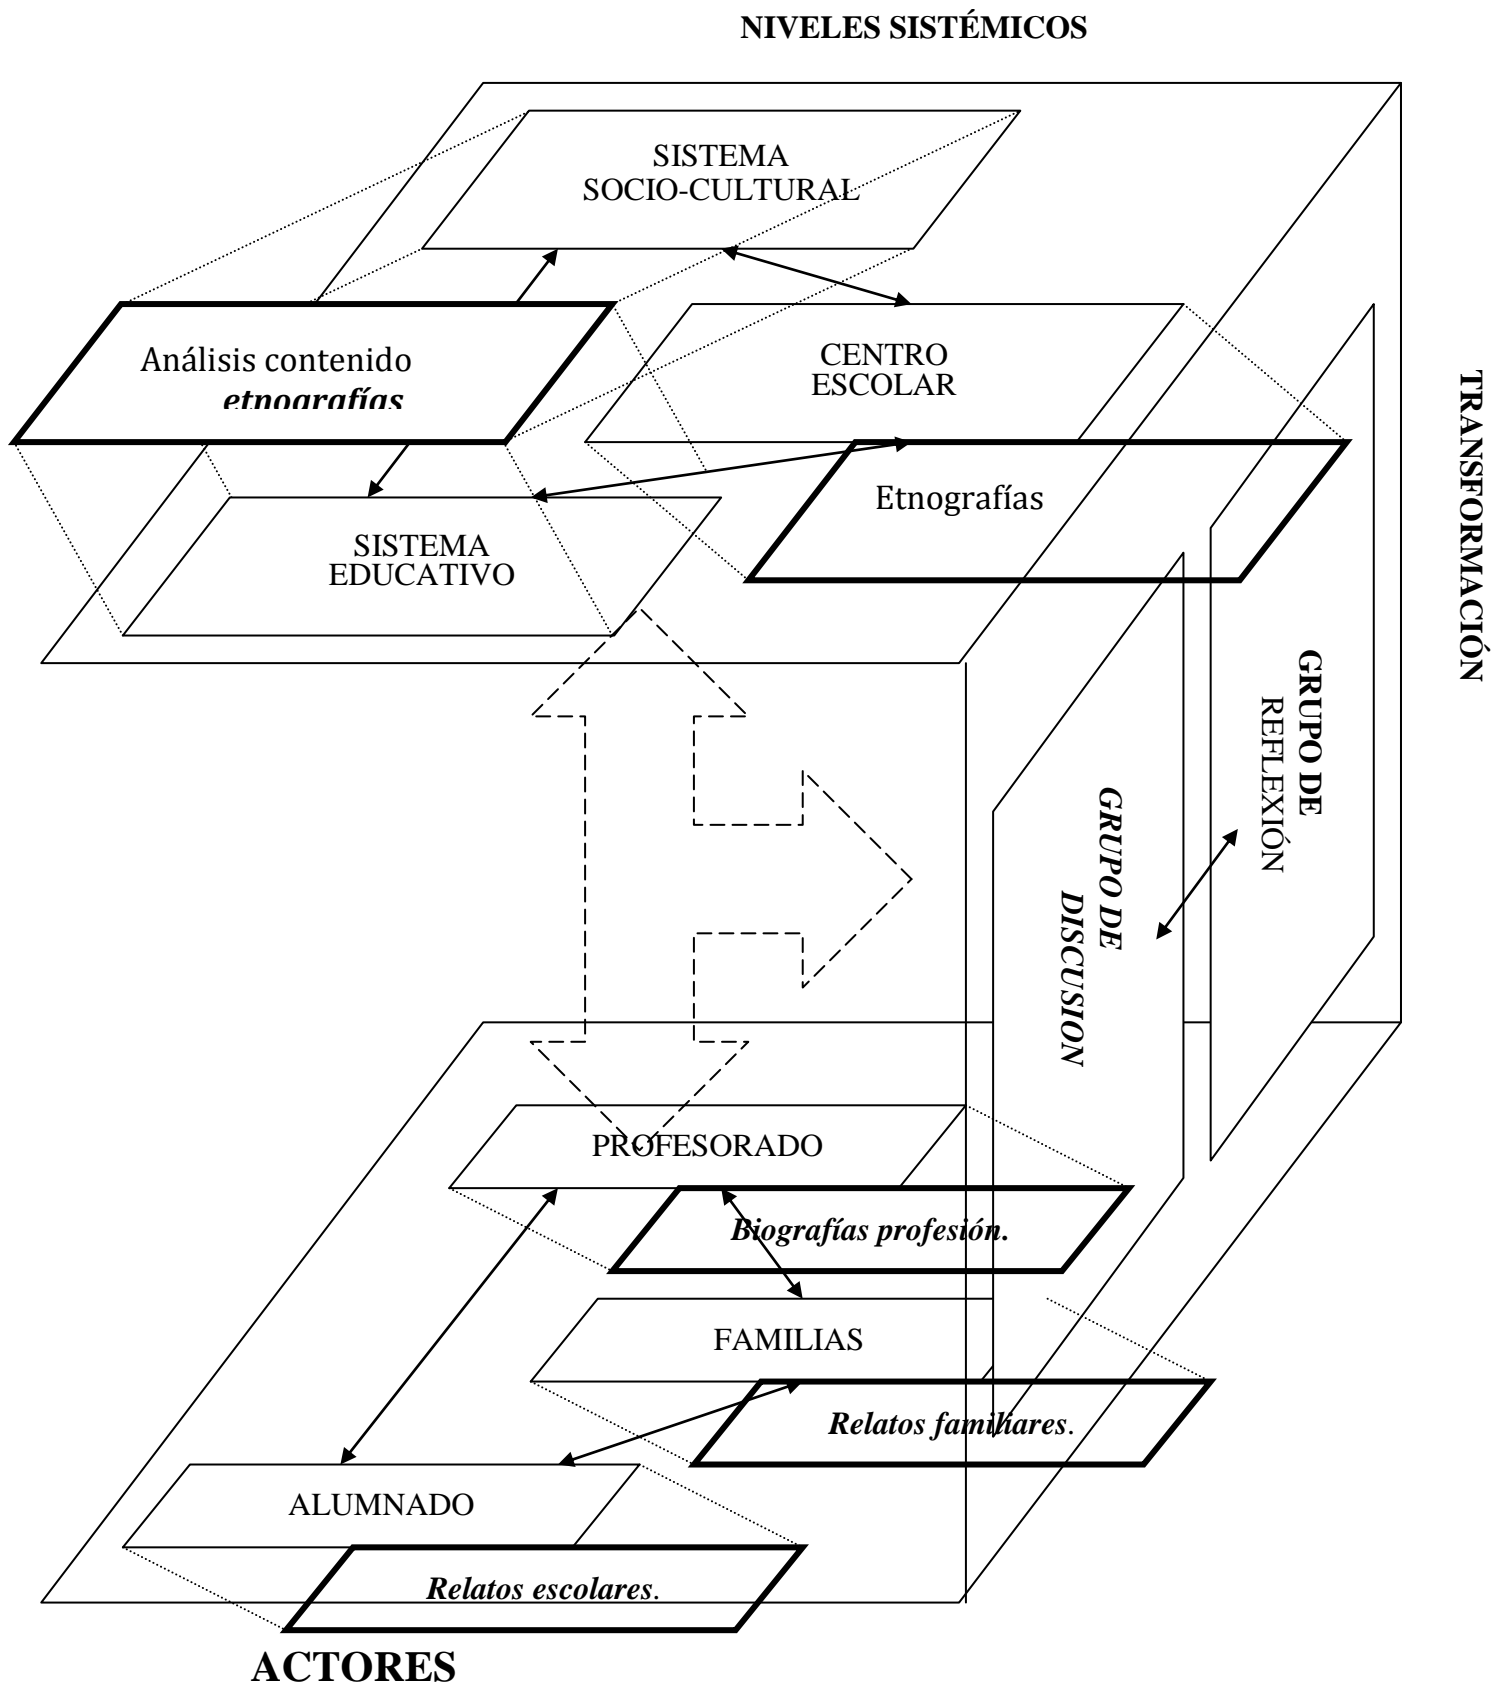 NIVELES SISTÉMICOS
SISTEMA
SOCIO-CULTURAL
Análisis contenido
etnografías
CENTRO
ESCOLAR
Etnografías
SISTEMA
EDUCATIVO
TRANSFORMACIÓN
GRUPO DE
REFLEXIÓN
GRUPO DE
DISCUSION
PROFESORADO
Biografías profesión.
FAMILIAS
Relatos familiares.
ALUMNADO
Relatos escolares.
ACTORES